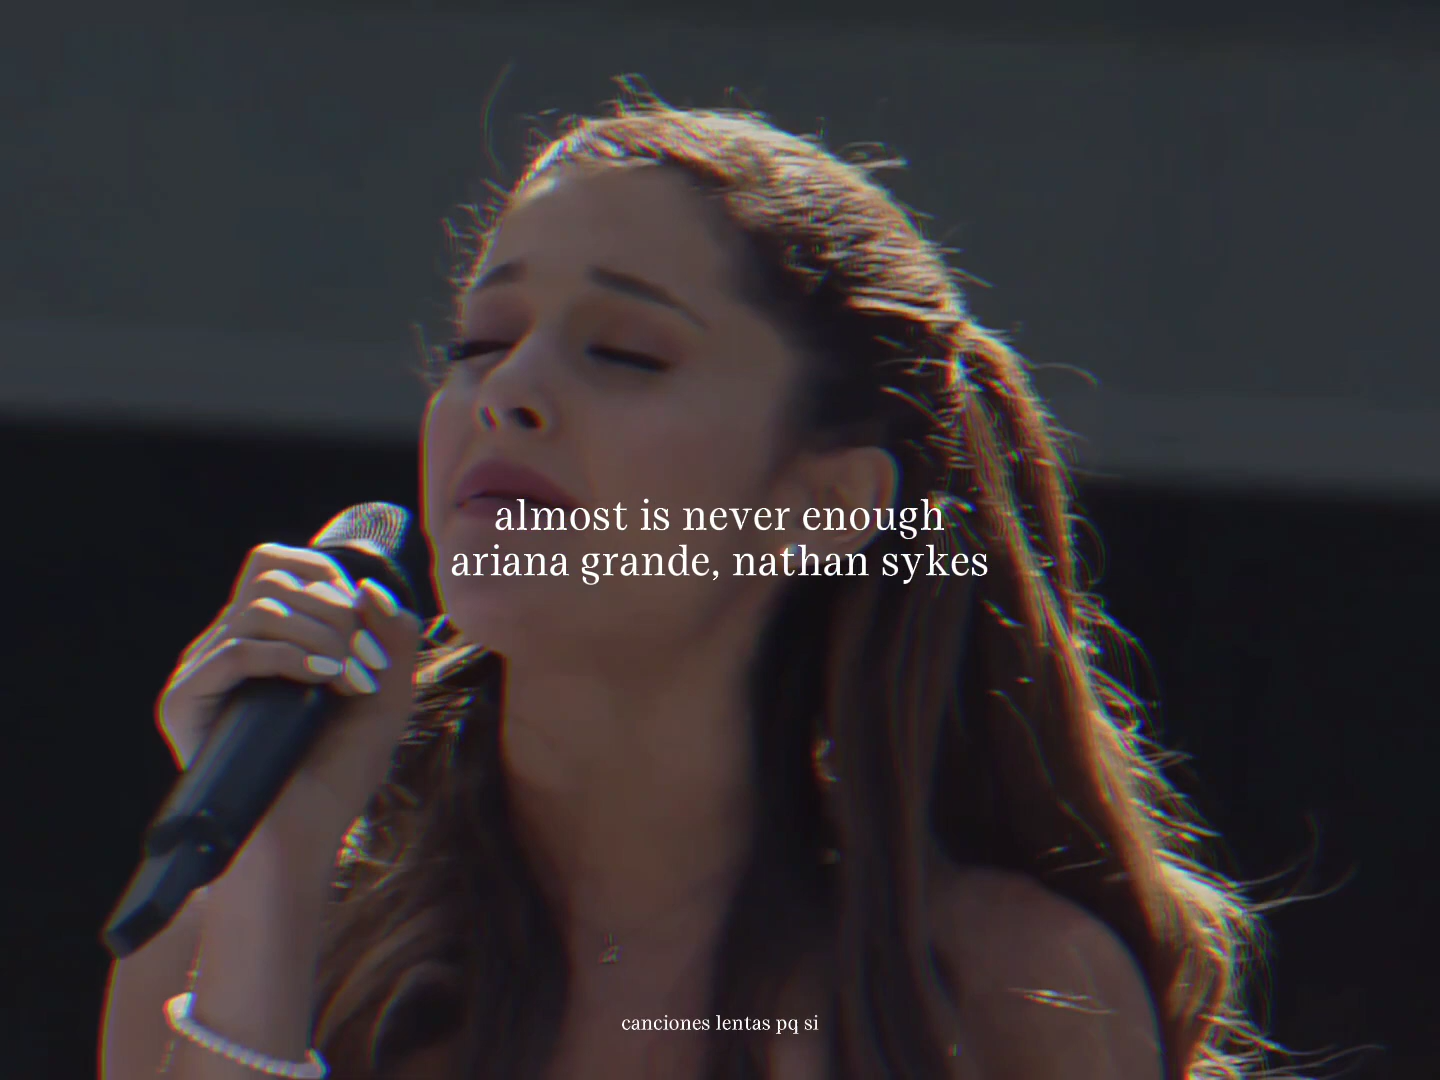 almost is never enough
ariana grande, nathan sykes
canciones lentas pq si